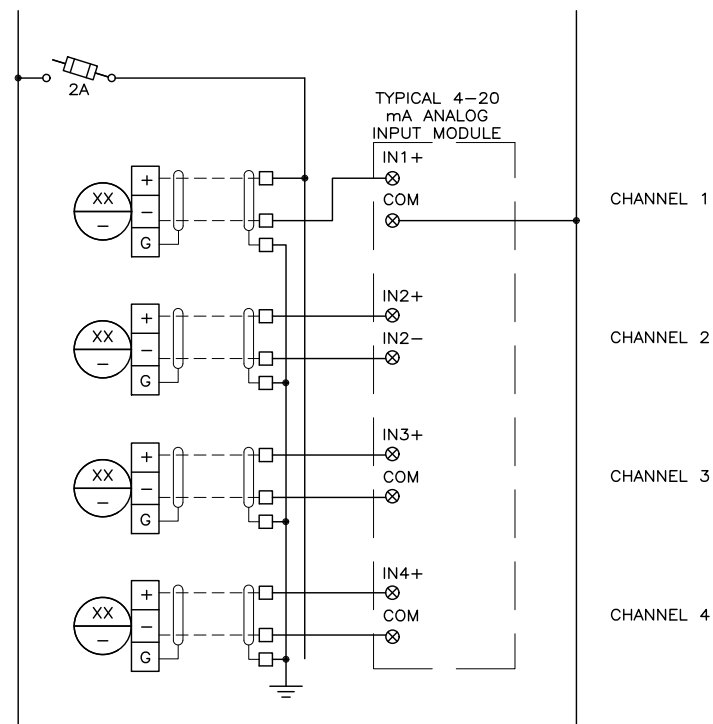 2A
TYPICAL 4-20
mA ANALOG
INPUT MODULE
IN1+
+
XX
-
-
COM
CHANNEL 1
G
IN2+
+
XX
-
-
IN2-
CHANNEL 2
G
IN3+
+
XX
-
-
COM
CHANNEL 3
G
IN4+
+
XX
-
-
COM
CHANNEL 4
G